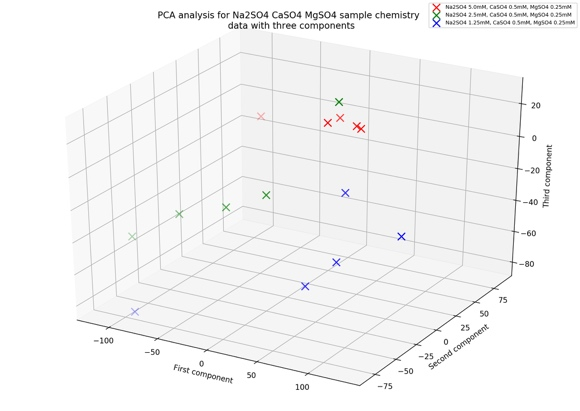 PCA analysis for Na2SO4 CaSO4 MgSO4 sample chemistry
data with three components
Na2SO4 5.0mM, CaSO4 0.5mM, MgSO4 0.25mM
Na2SO4 2.5mM, CaSO4 0.5mM, MgSO4 0.25mM
Na2SO4 1.25mM, CaSO4 0.5mM, MgSO4 0.25mM
20
0
−20
−40
−60
−80
Third component
75
50
25
0
−25
−50
−75
Second component
−100
−50
0
50
100
First component